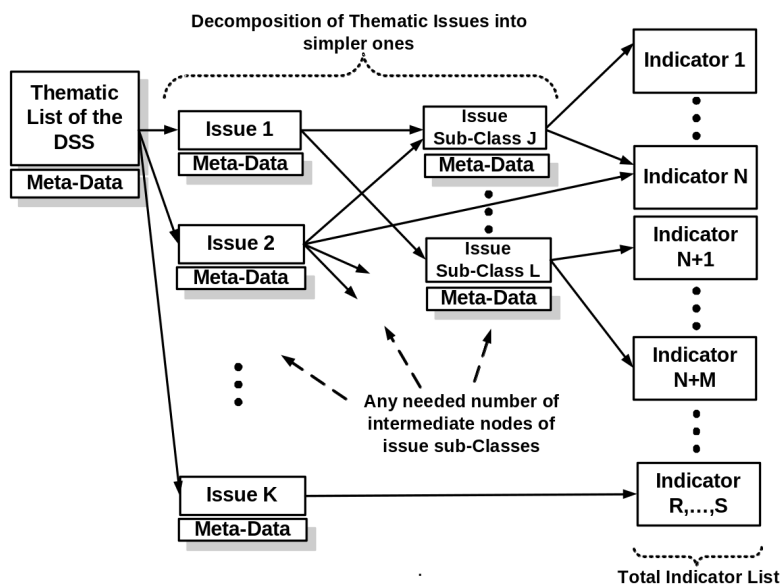 Decomposition of Thematic Issues into
simpler ones
Thematic
List of the
DSS
Meta-Data
Issue 1
Meta-Data
Issue 2
Meta-Data
Issue K
Meta-Data
Issue
Sub-Class J
Meta-Data
Issue
Sub-Class L
Meta-Data
Any needed number of
intermediate nodes of
issue sub-Classes
Indicator 1
Indicator N
Indicator
N+1
Indicator
N+M
Indicator
R,...,S
Total Indicator List